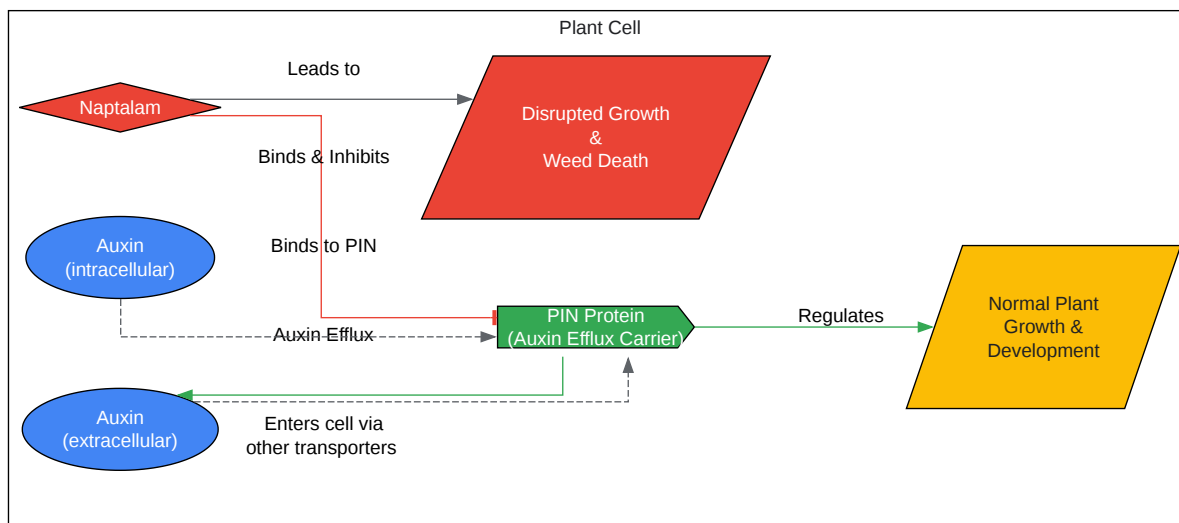 Plant Cell
Leads to
Naptalam
Disrupted Growth
&
Weed Death
Binds & Inhibits
Binds to PIN
Auxin
(intracellular)
Auxin Efflux
PIN Protein
(Auxin Efflux Carrier)
Regulates
Normal Plant
Growth &
Development
Auxin
(extracellular)
Enters cell via
other transporters